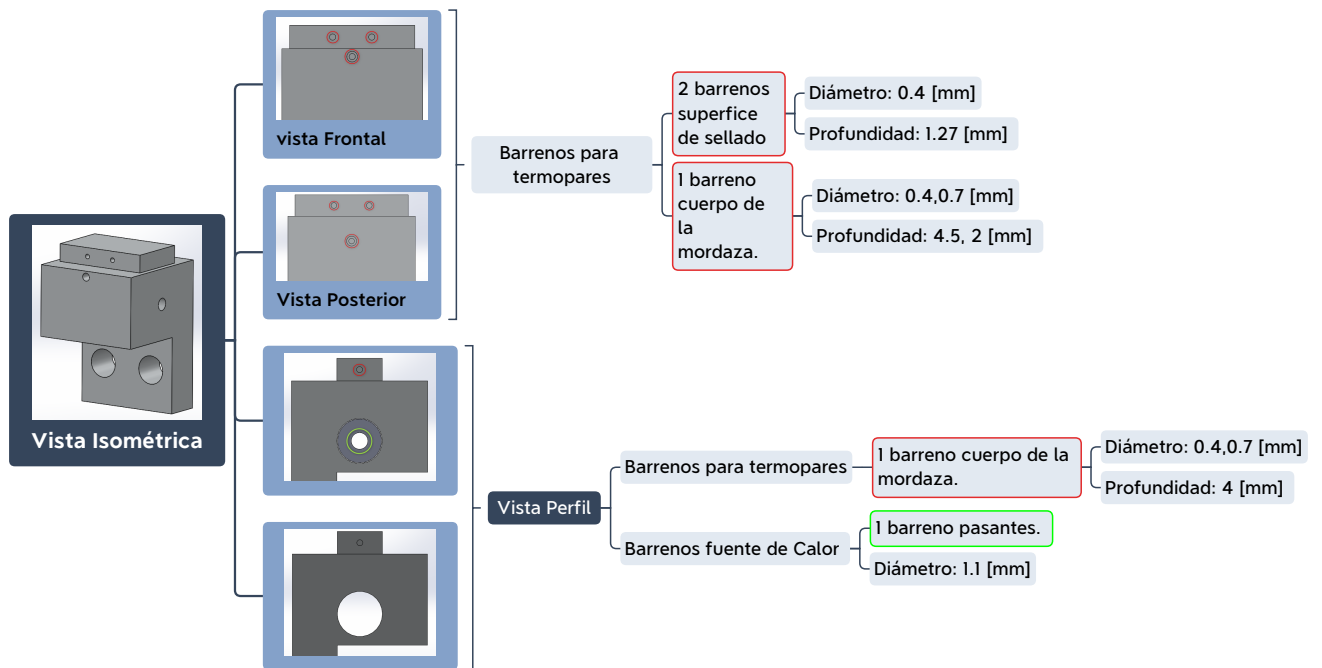 Vista Isométrica
vista Frontal
Vista Posterior
Barrenos para
termopares
2 barrenos
superfice
de sellado
Diámetro: 0.4 [mm]
Profundidad: 1.27 [mm]
1 barreno
cuerpo de
la
mordaza.
Diámetro: 0.4,0.7 [mm]
Profundidad: 4.5, 2 [mm]
Vista Perfil
Barrenos para termopares
1 barreno cuerpo de la
mordaza.
Diámetro: 0.4,0.7 [mm]
Profundidad: 4 [mm]
Barrenos fuente de Calor
1 barreno pasantes.
Diámetro: 1.1 [mm]